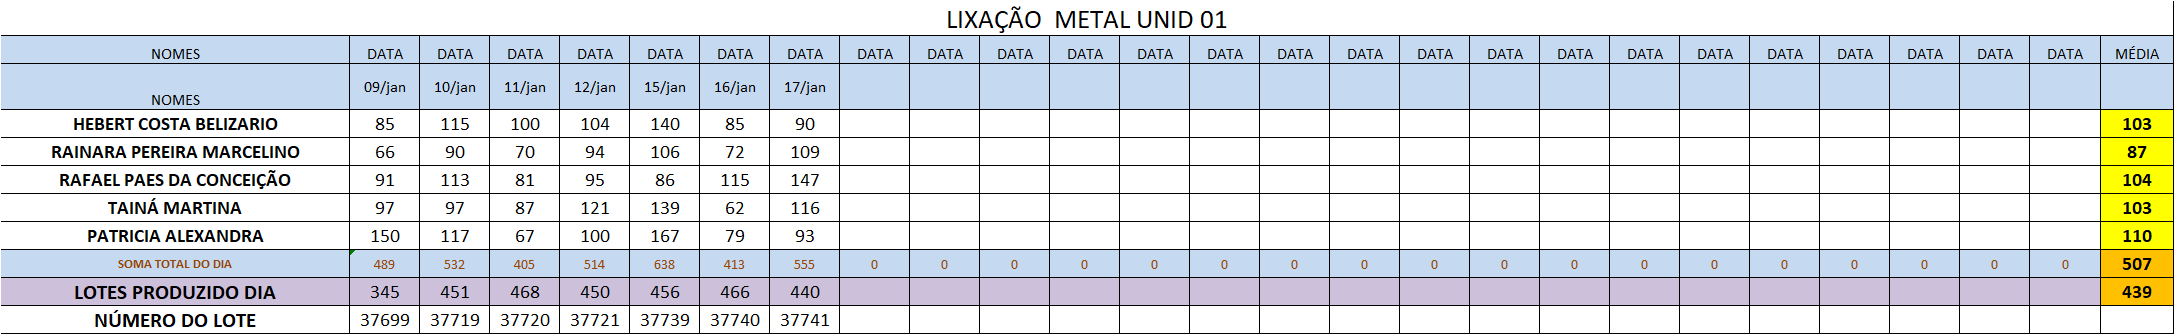 LIXAÇÃO METAL UNID 01
NOMES DATA DATA DATA DATA DATA DATA DATA DATA DATA DATA DATA DATA DATA DATA DATA DATA DATA DATA DATA DATA DATA DATA DATA DATA DATA MÉDIA
NOMES 09/jan 10/jan 11/jan 12/jan 15/jan 16/jan 17/jan
HEBERT COSTA BELIZARIO 85 115 100 104 140 85 90 103
RAINARA PEREIRA MARCELINO 66 90 70 94 106 72 109 87
RAFAEL PAES DA CONCEIÇÃO 91 113 81 95 86 115 147 104
TAINÁ MARTINA 97 97 87 121 139 62 116 103
PATRICIA ALEXANDRA 150 117 67 100 167 79 93 110
SOMA TOTAL DO DIA 489 532 405 514 638 413 555 0 0 0 0 0 0 0 0 0 0 0 0 0 0 0 0 0 0 507
LOTES PRODUZIDO DIA 345 451 468 450 456 466 440 439
NÚMERO DO LOTE 37699 37719 37720 37721 37739 37740 37741